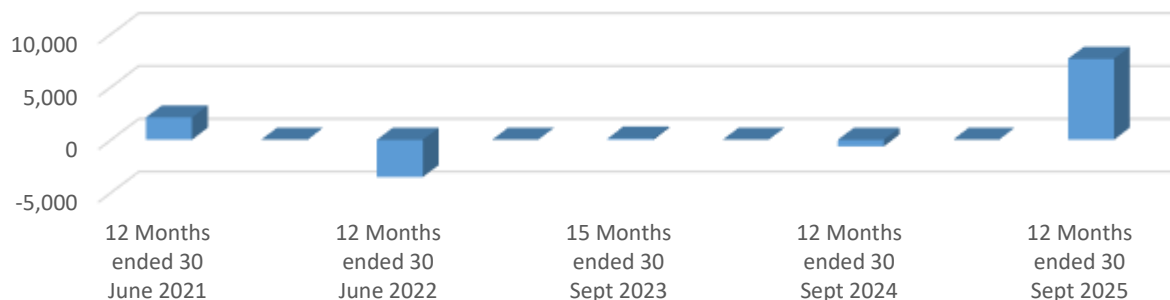 10,000
5,000
0
-5,000
12 Months
ended 30
June 2021
12 Months
ended 30
June 2022
15 Months
ended 30
Sept 2023
12 Months
ended 30
Sept 2024
12 Months
ended 30
Sept 2025